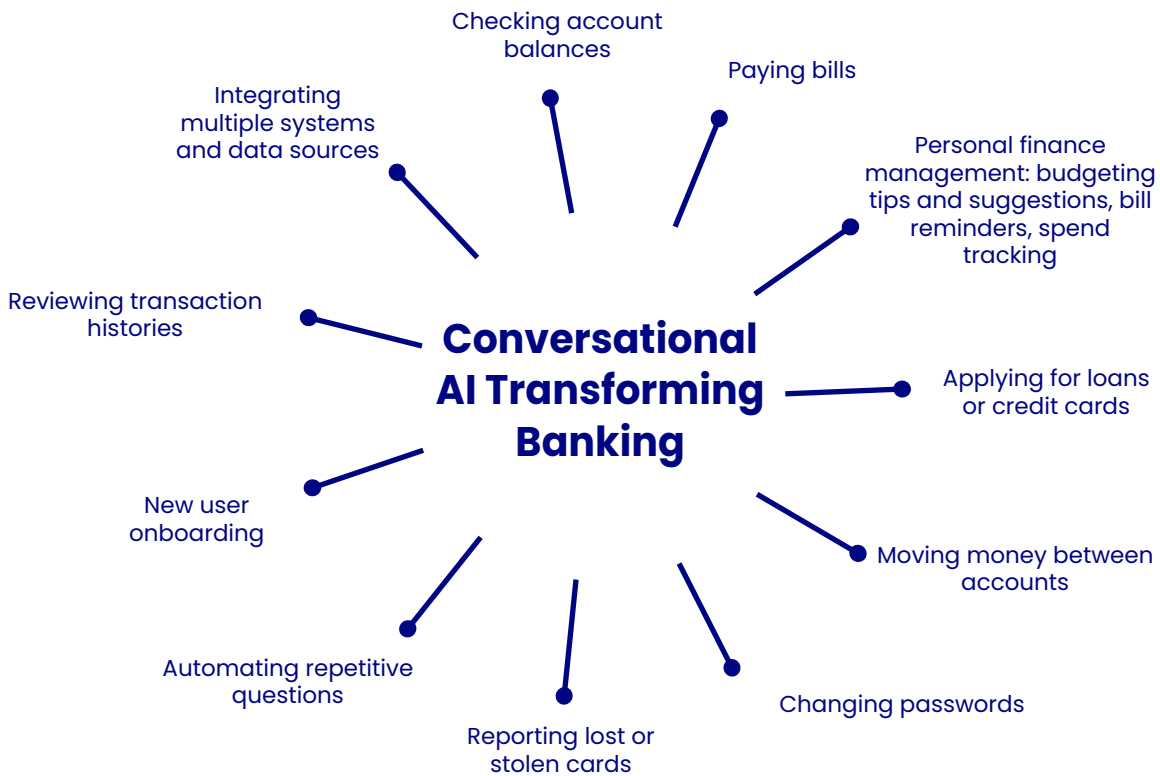 Checking account
balances
Paying bills
Personal finance
management: budgeting
tips and suggestions, bill
reminders, spend
tracking
Applying for loans
or credit cards
Moving money between
accounts
Changing passwords
Reporting lost or
stolen cards
Automating repetitive
questions
New user
onboarding
Reviewing transaction
histories
Integrating
multiple systems
and data sources
Conversational
AI Transforming
Banking